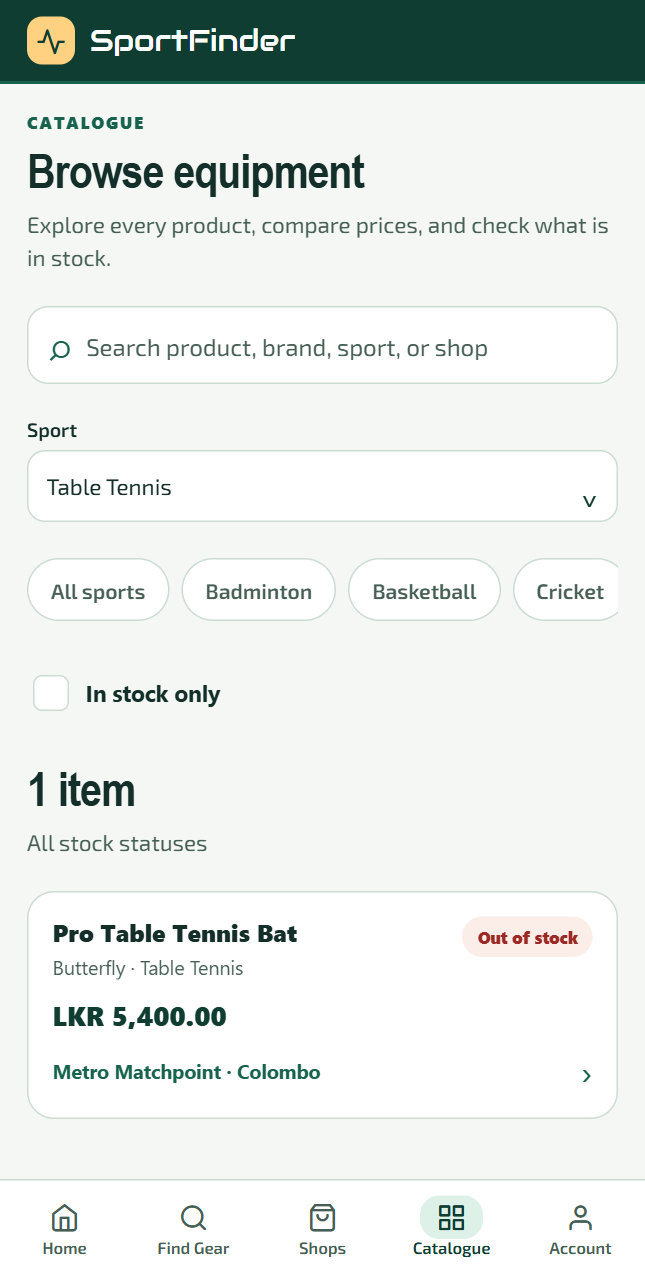 SportFinder
CATALOGUE
Browse equipment
Explore every product, compare prices, and check what is
in stock.
Search product, brand, sport, or shop
Sport
Table Tennis
All sports
Badminton
Basketball
Cricket
In stock only
1 item
All stock statuses
Pro Table Tennis Bat
Out of stock
Butterfly · Table Tennis
LKR 5,400.00
Metro Matchpoint · Colombo
Home
Find Gear
Shops
Catalogue
Account